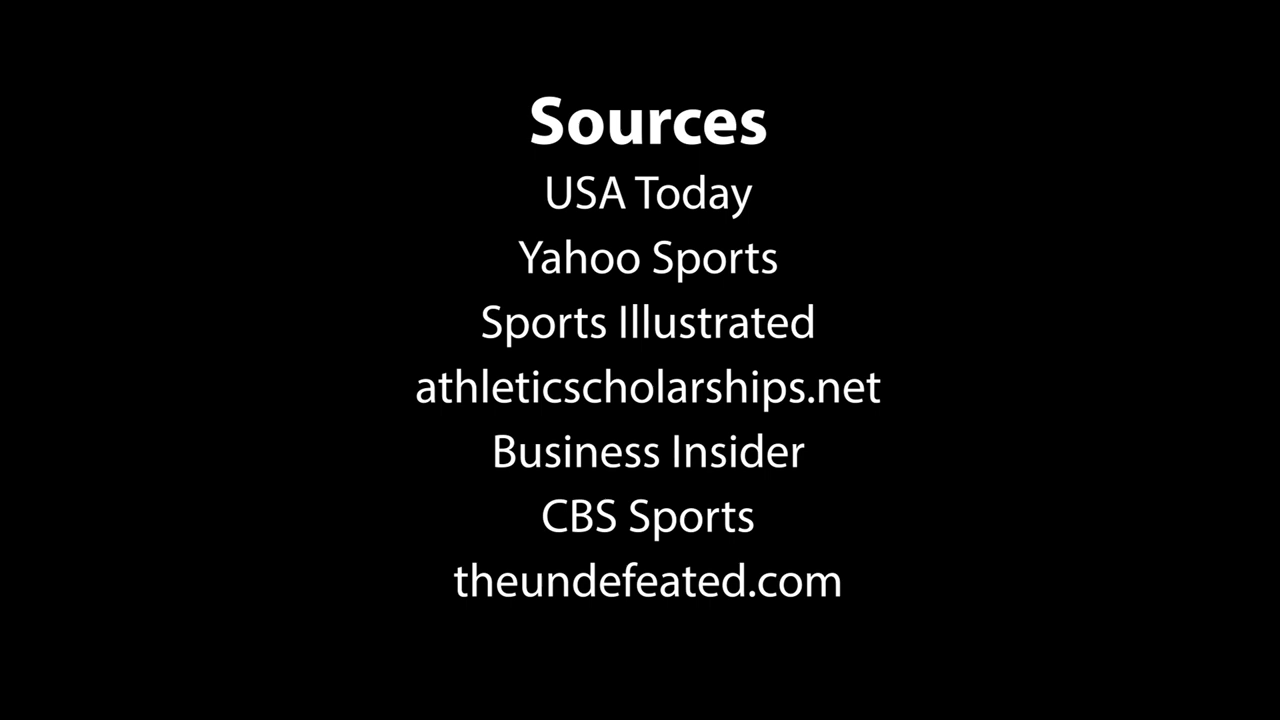 Sources
USA Today
Yahoo Sports
Sports Illustrated
athleticscholarships.net
Business Insider
CBS Sports
theundefeated.com